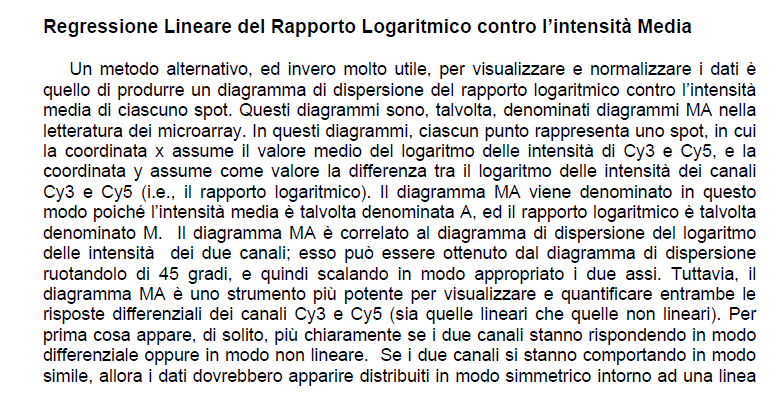 Regressione Lineare del Rapporto Logaritmico contro l'intensità Media
Un metodo alternativo, ed invero molto utile, per visualizzare e normalizzare i dati è
quello di produrre un diagramma di dispersione del rapporto logaritmico contro l'intensità
media di ciascuno spot. Questi diagrammi sono, talvolta, denominati diagrammi MA nella
letteratura dei microarray. In questi diagrammi, ciascun punto rappresenta uno spot, in cui
la coordinata x assume il valore medio del logaritmo delle intensità di Cy3 e Cy5, e la
coordinata y assume come valore la differenza tra il logaritmo delle intensità dei canali
Cy3 e Cy5 (i.e., il rapporto logaritmico). Il diagramma MA viene denominato in questo
modo poiché l'intensità media è talvolta denominata A, ed il rapporto logaritmico è talvolta
denominato M. Il diagramma MA è correlato al diagramma di dispersione del logaritmo
delle intensità dei due canali; esso può essere ottenuto dal diagramma di dispersione
ruotandolo di 45 gradi, e quindi scalando in modo appropriato i due assi. Tuttavia, il
diagramma MA è uno strumento più potente per visualizzare e quantificare entrambe le
risposte differenziali dei canali Cy3 e Cy5 (sia quelle lineari che quelle non lineari). Per
prima cosa appare, di solito, più chiaramente se i due canali stanno rispondendo in modo
differenziale oppure in modo non lineare. Se i due canali si stanno comportando in modo
simile, allora i dati dovrebbero apparire distribuiti in modo simmetrico intorno ad una linea